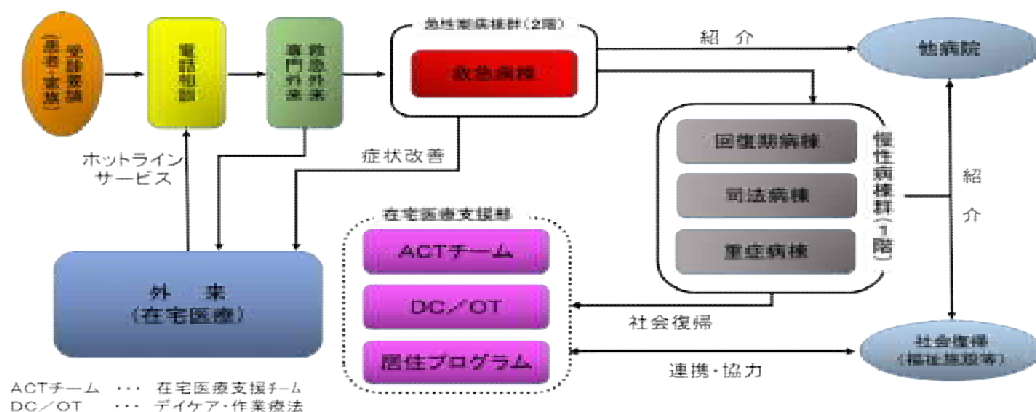 受診要請
(患者・家族)
電話相談
救急外来
専門外来
急性期病棟群(2階)
救急病棟
紹 介
他病院
ホットライン
サービス
症状改善
回復期病棟
司法病棟
重症病棟
慢性病棟群(1階)
紹
介
在宅医療支援部
ACTチーム
DC／OT
居住プログラム
外 来
(在宅医療)
社会復帰
社会復帰
(福祉施設等)
連携・協力
ACTチーム ・・・ 在宅医療支援チーム
DC／OT ・・・ デイケア・作業療法